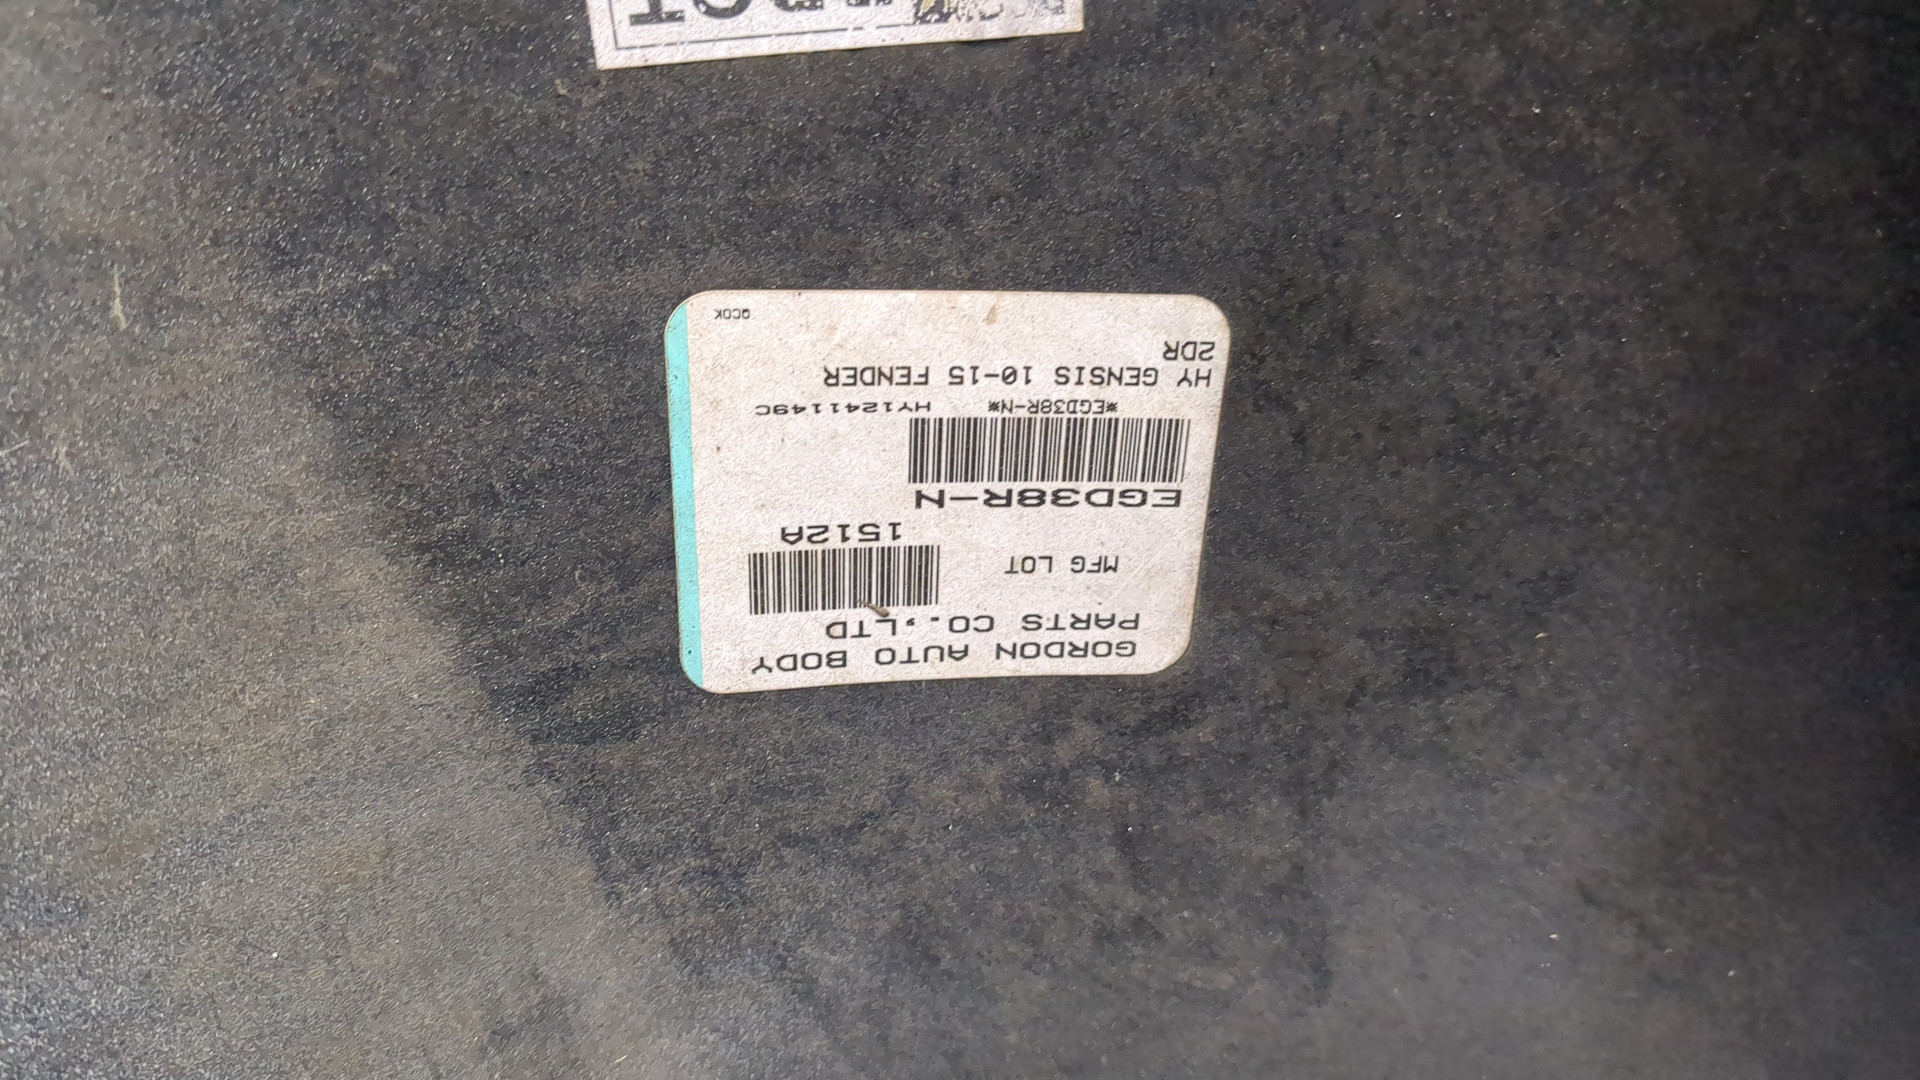 GORDON AUTO BODY
PARTS CO.,LTD
MFG LOT
1512A
EGD38R-N
*EGD38R-N* HY1241149C
HY GENSIS 10-15 FENDER
2DR
QCOK